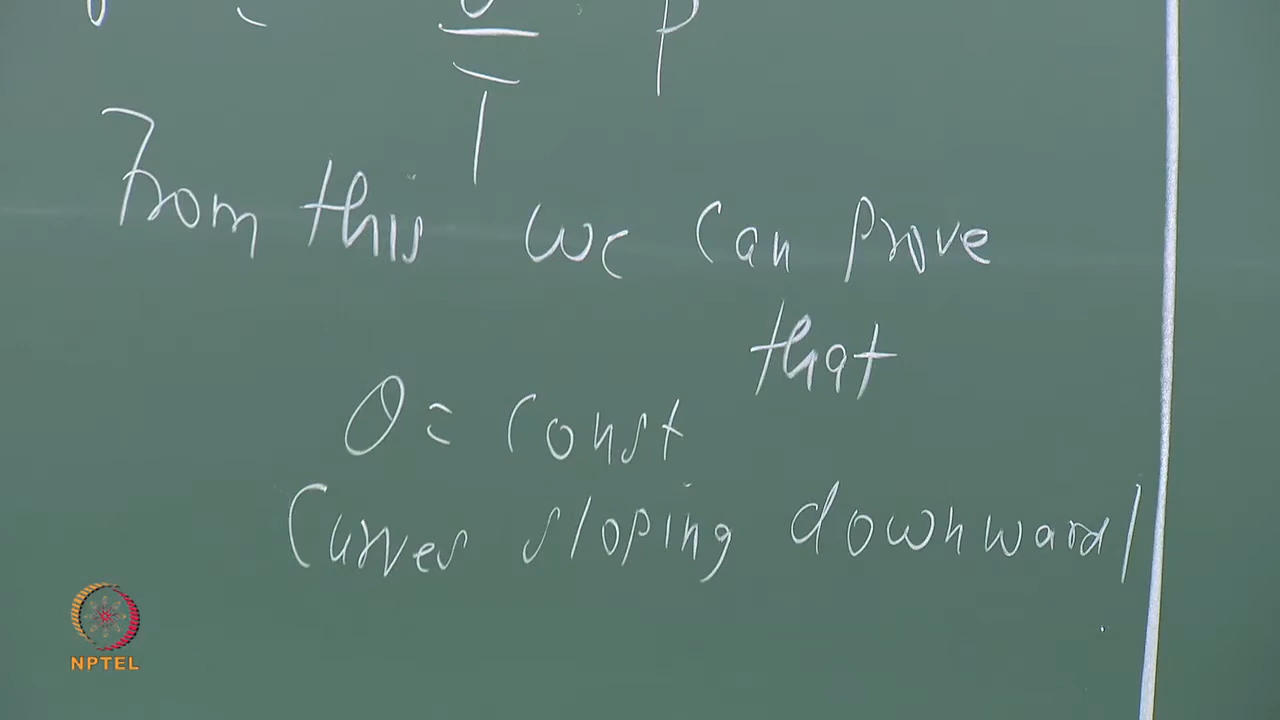 From this we can prove
that
θ = const
Curves sloping downward
NPTEL